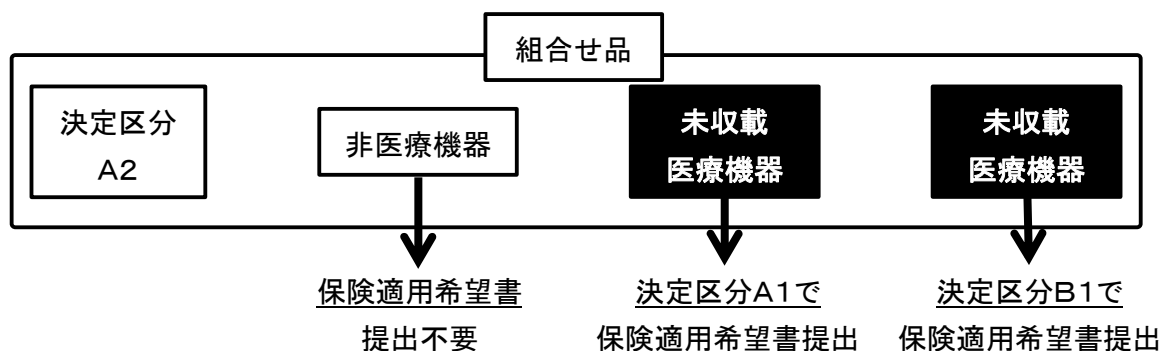 組合せ品
決定区分
A2
非医療機器
未収載
医療機器
未収載
医療機器
保険適用希望書
提出不要
決定区分A1で
保険適用希望書提出
決定区分B1で
保険適用希望書提出